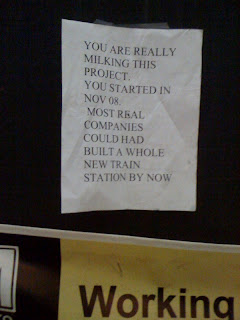 YOU ARE REALLY
MILKING THIS
PROJECT.
YOU STARTED IN
NOV 08.
MOST REAL
COMPANIES
COULD HAD
BUILT A WHOLE
NEW TRAIN
STATION BY NOW
Working